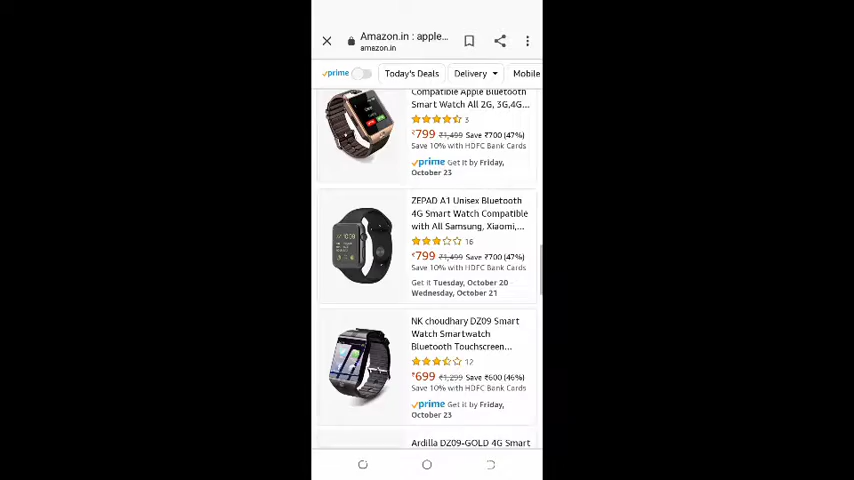 Amazon.in : apple...
amazon.in
prime
Today's Deals
Delivery
Mobile
Compatible Apple Bluetooth
Smart Watch All 2G, 3G,4G...
3
₹799 ₹1,499 Save ₹700 (47%)
Save 10% with HDFC Bank Cards
prime Get it by Friday,
October 23
ZEPAD A1 Unisex Bluetooth
4G Smart Watch Compatible
with All Samsung, Xiaomi,...
16
₹799 ₹1,499 Save ₹700 (47%)
Save 10% with HDFC Bank Cards
Get it Tuesday, October 20
Wednesday, October 21
NK choudhary DZ09 Smart
Watch Smartwatch
Bluetooth Touchscreen...
12
₹699 ₹1,299 Save ₹600 (46%)
Save 10% with HDFC Bank Cards
prime Get it by Friday,
October 23
Ardilla DZ09-GOLD 4G Smart